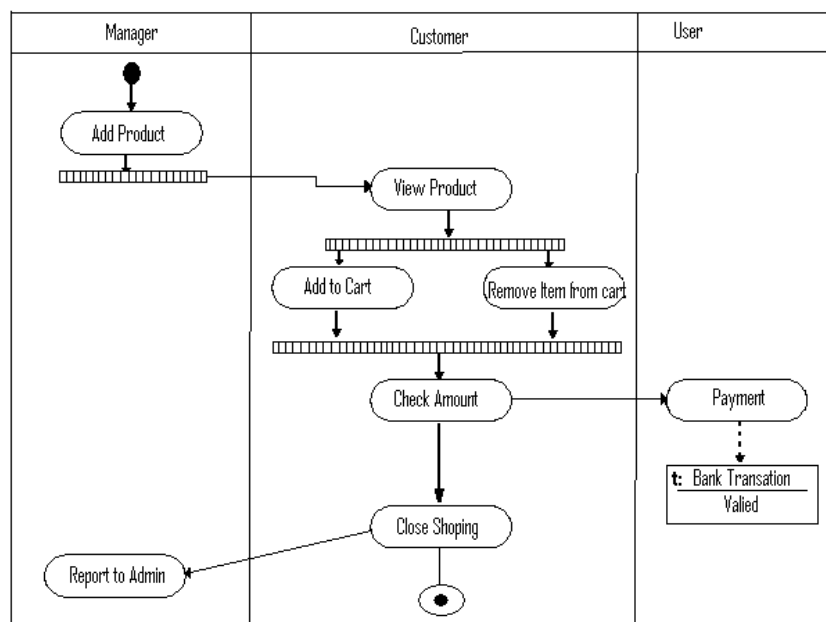 Manager
Customer
User
Add Product
View Product
Add to Cart
Remove Item from cart
Check Amount
Payment
t: Bank Transation
Valied
Close Shoping
Report to Admin